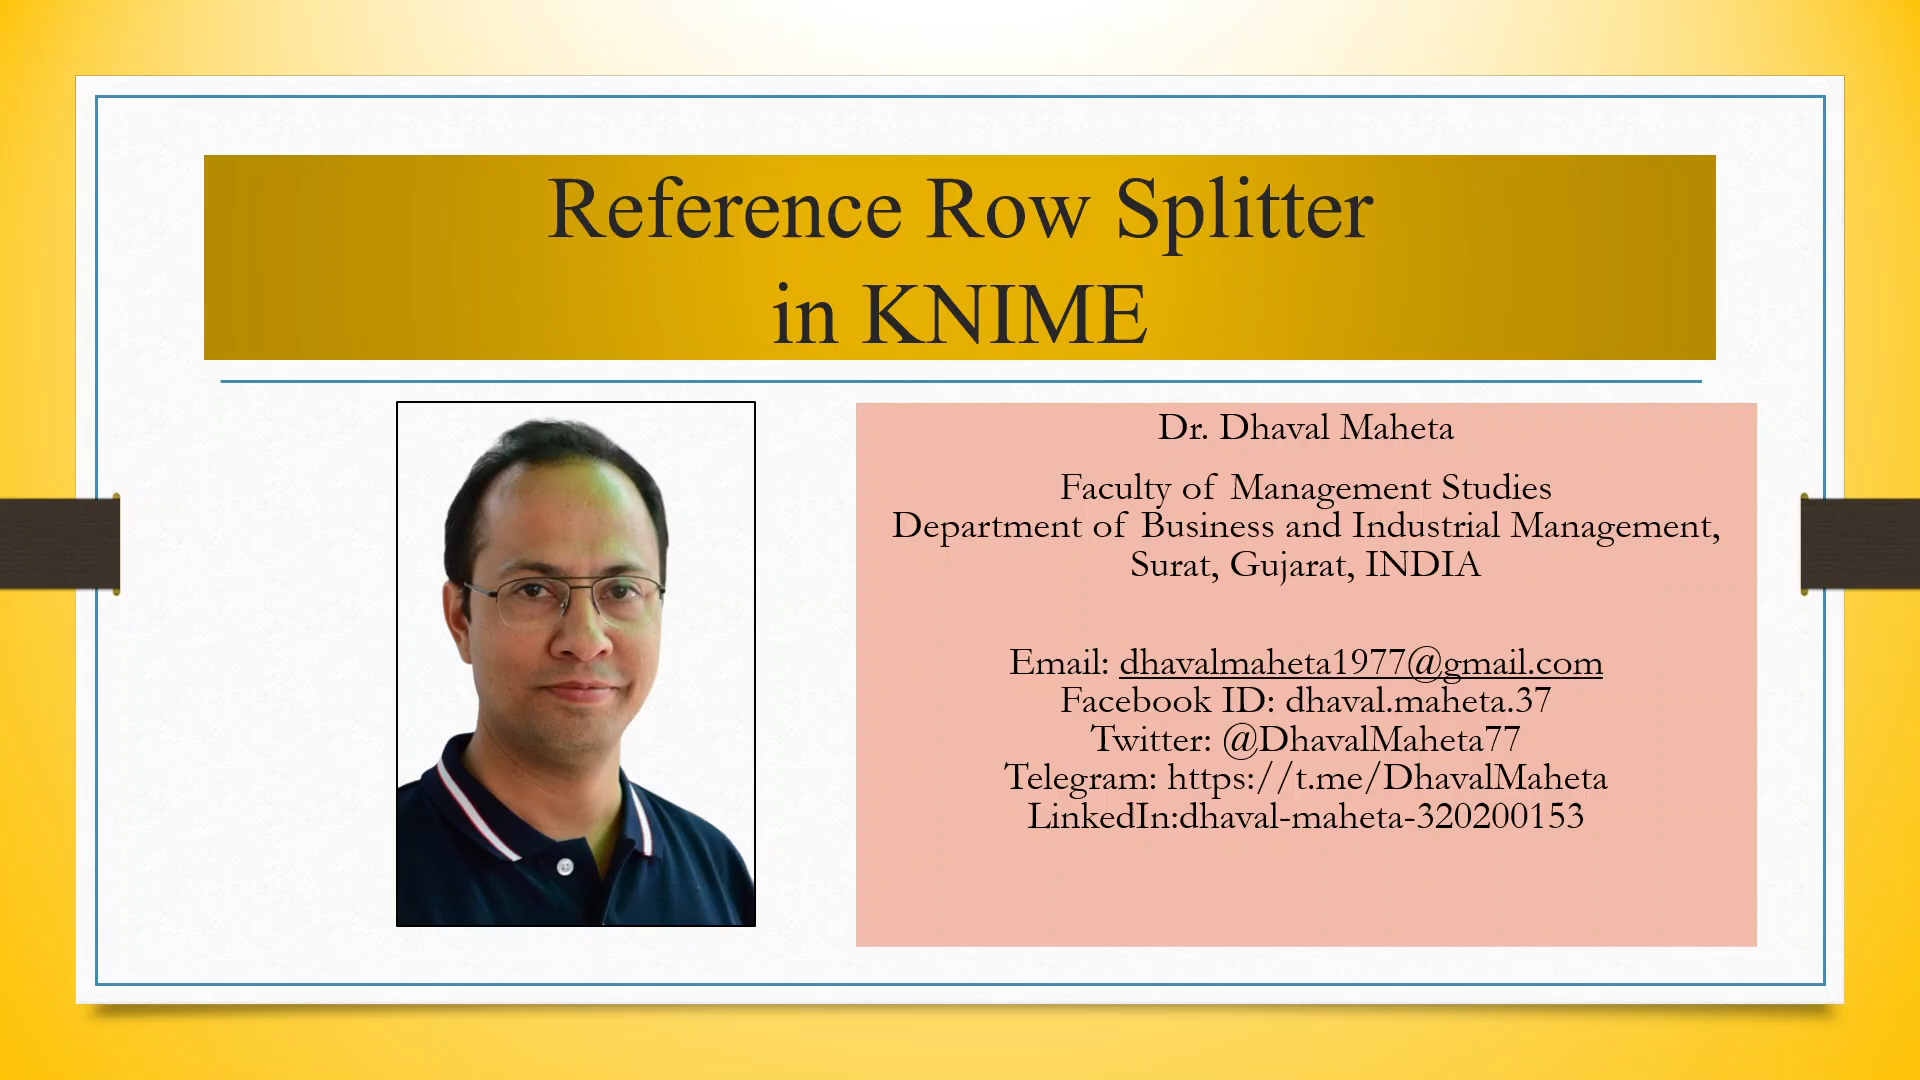 Reference Row Splitter
in KNIME
Dr. Dhaval Maheta
Faculty of Management Studies
Department of Business and Industrial Management,
Surat, Gujarat, INDIA
Email: dhavalmaheta1977@gmail.com
Facebook ID: dhaval.maheta.37
Twitter: @DhavalMaheta77
Telegram: https://t.me/DhavalMaheta
LinkedIn:dhaval-maheta-320200153